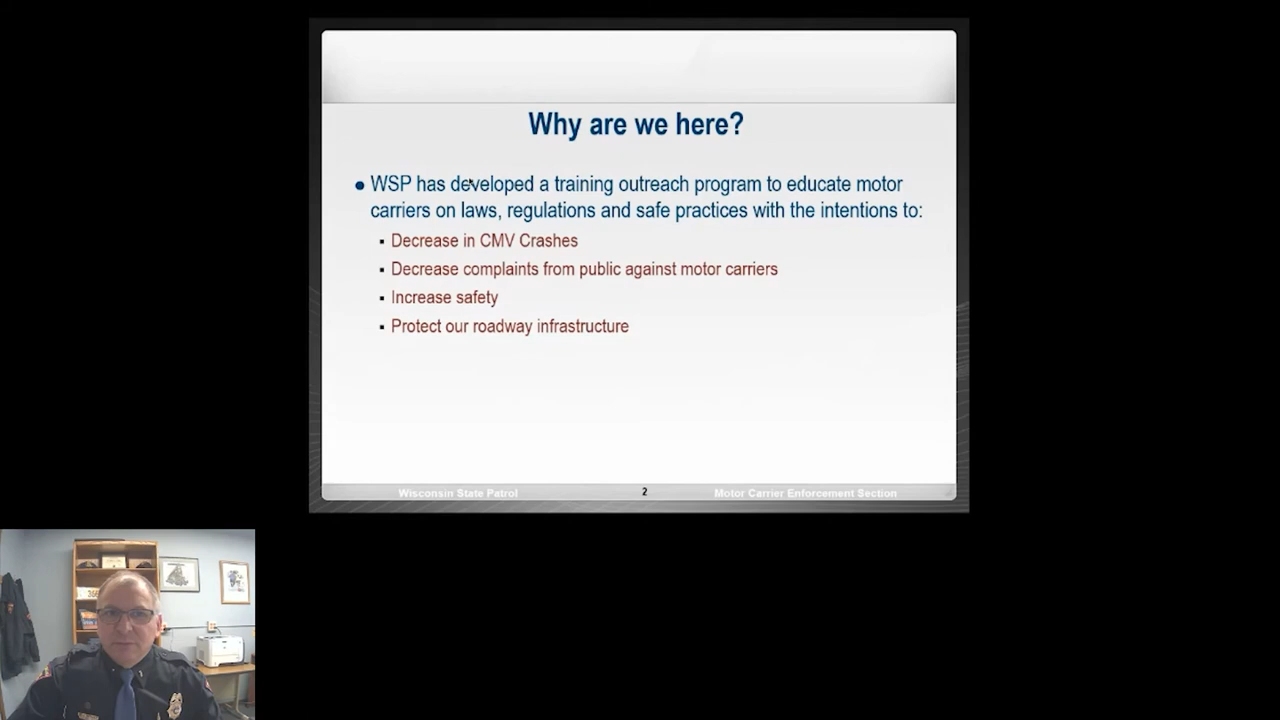 Why are we here?
WSP has developed a training outreach program to educate motor
carriers on laws, regulations and safe practices with the intentions to:
Decrease in CMV Crashes
Decrease complaints from public against motor carriers
Increase safety
Protect our roadway infrastructure
Wisconsin State Patrol 2 Motor Carrier Enforcement Section